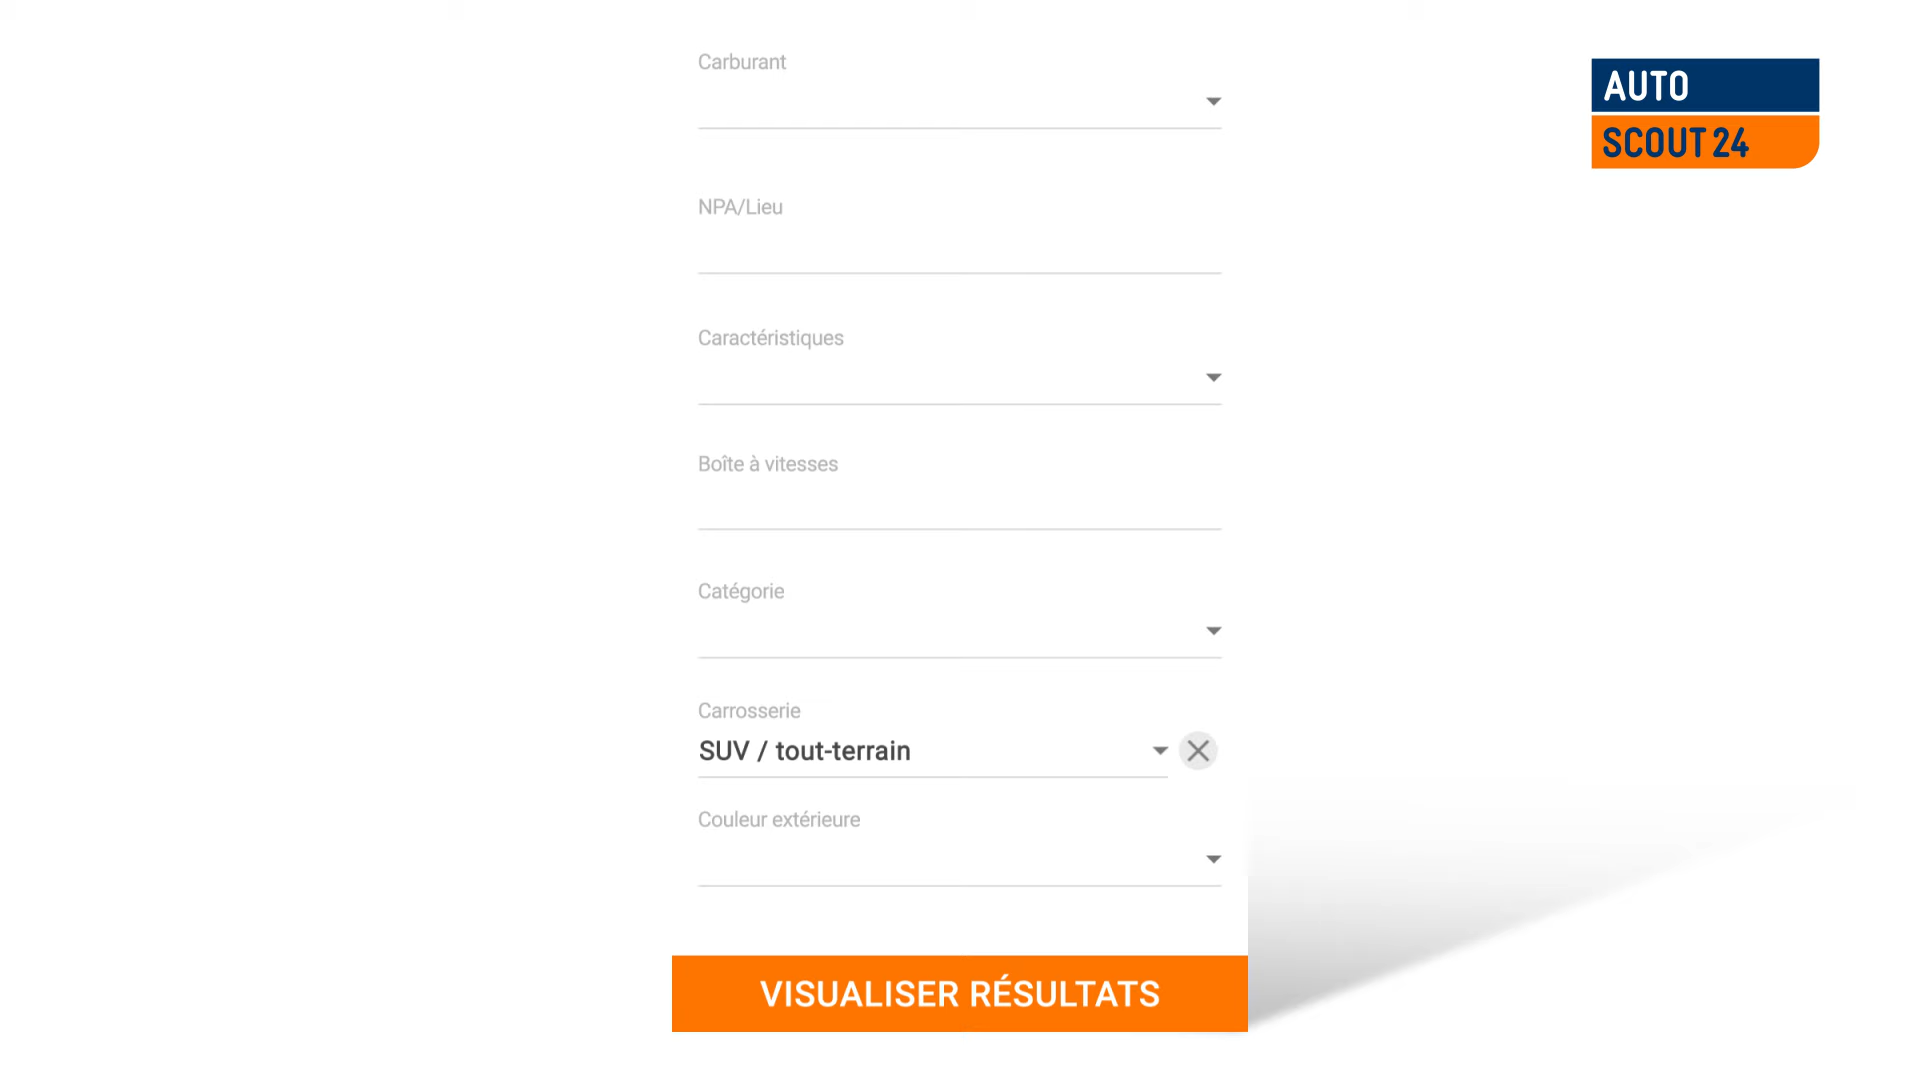 Carburant
AUTO
SCOUT 24
NPA/Lieu
Caractéristiques
Boîte à vitesses
Catégorie
Carrosserie
SUV / tout-terrain
Couleur extérieure
VISUALISER RÉSULTATS